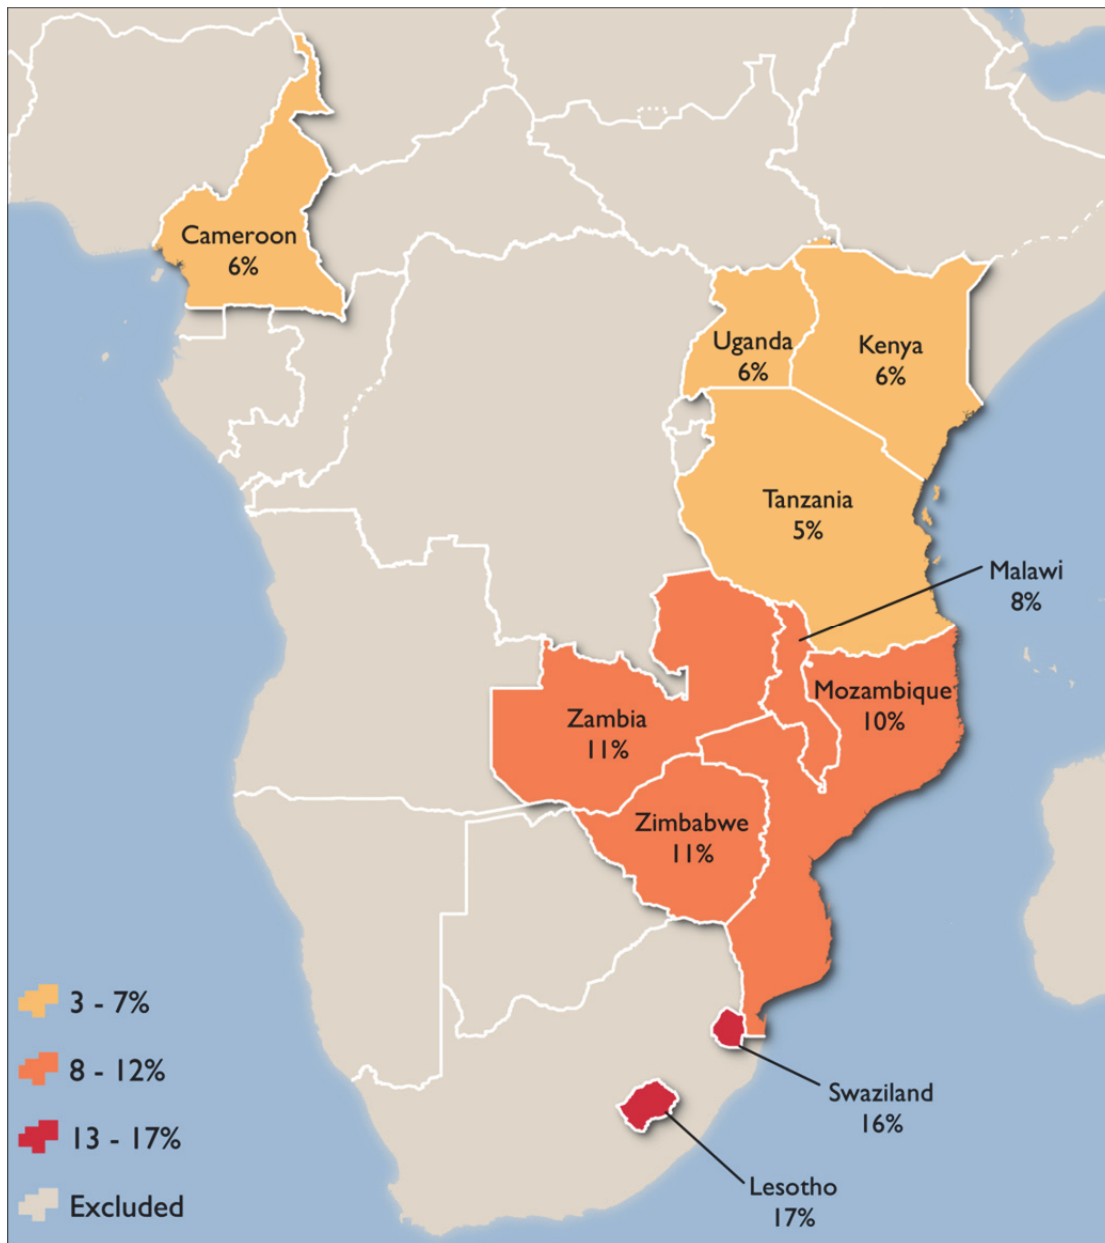 Cameroon
6%
Uganda
6%
Kenya
6%
Tanzania
5%
Malawi
8%
Mozambique
10%
Zambia
11%
Zimbabwe
11%
Swaziland
16%
Lesotho
17%
3 - 7%
8 - 12%
13 - 17%
Excluded